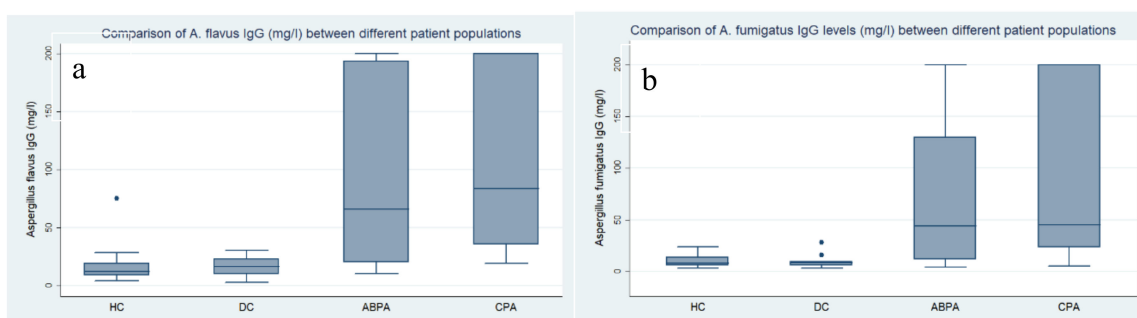 Comparison of A. flavus IgG (mg/l) between different patient populations
a
Aspergillus flavus IgG (mg/l)
200
150
100
50
0
HC DC ABPA CPA
Comparison of A. fumigatus IgG levels (mg/l) between different patient populations
b
Aspergillus fumigatus IgG (mg/l)
200
150
100
50
0
HC DC ABPA CPA